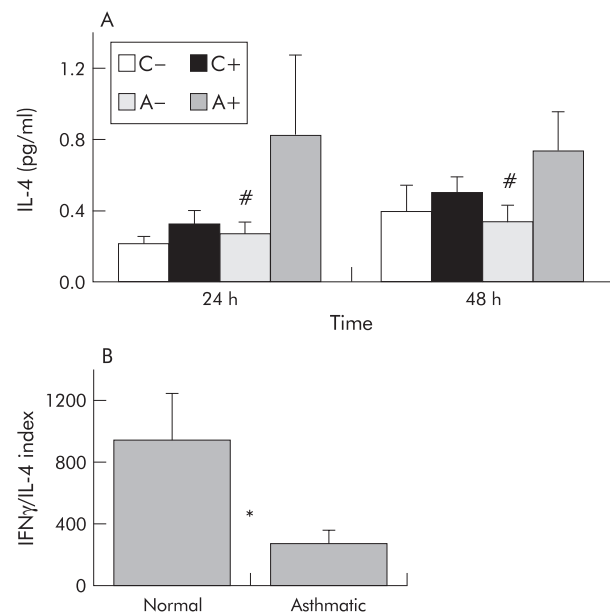 A
C– C+
A– A+
IL-4 (pg/ml)
1.2
0.8
0.4
0.0
#
#
24 h 48 h
Time
B
IFNγ/IL-4 index
1200
800
400
0
*
Normal Asthmatic